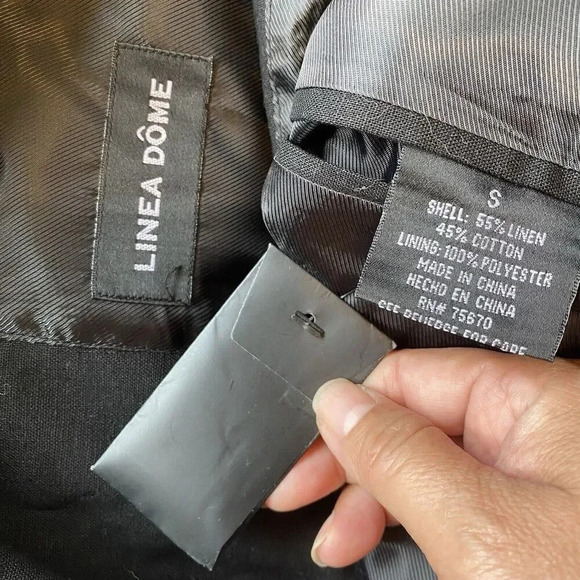 LINEA DÔME
S
SHELL: 55% LINEN
45% COTTON
LINING: 100% POLYESTER
MADE IN CHINA
HECHO EN CHINA
RN# 75670
SEE REVERSE FOR CARE